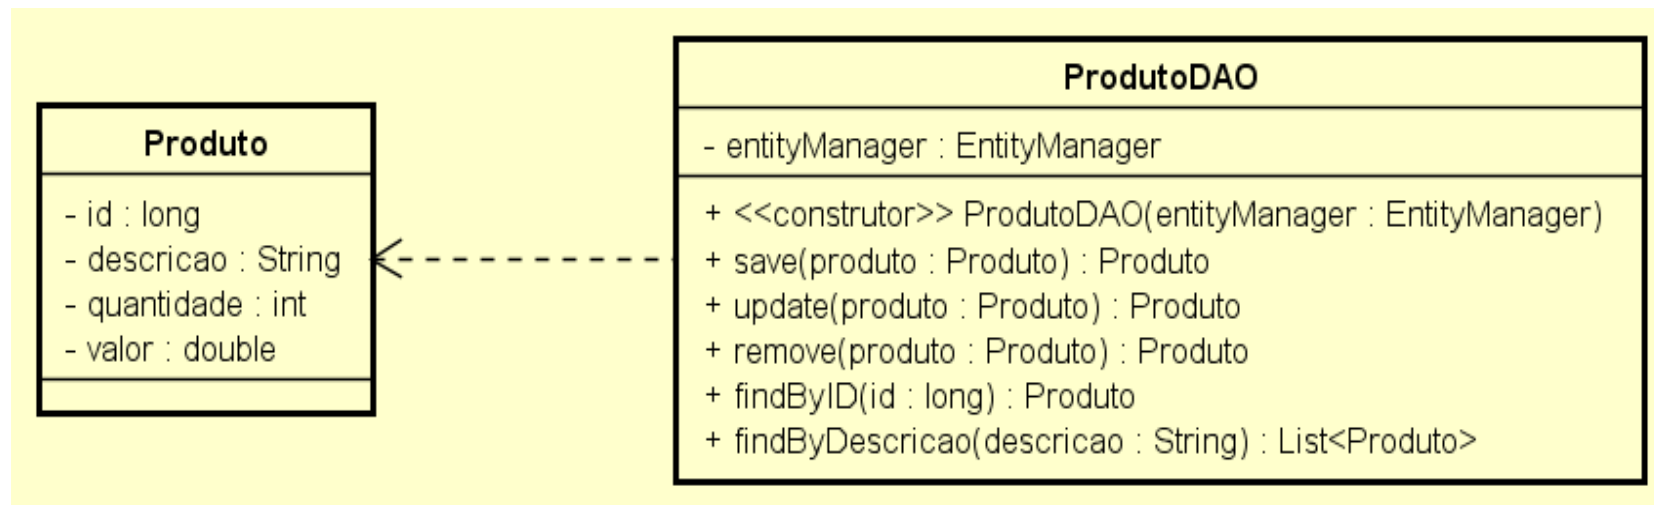 Produto
- id : long
- descricao : String
- quantidade : int
- valor : double
ProdutoDAO
- entityManager : EntityManager
+ <<construtor>> ProdutoDAO(entityManager : EntityManager)
+ save(produto : Produto) : Produto
+ update(produto : Produto) : Produto
+ remove(produto : Produto) : Produto
+ findByID(id : long) : Produto
+ findByDescricao(descricao : String) : List<Produto>